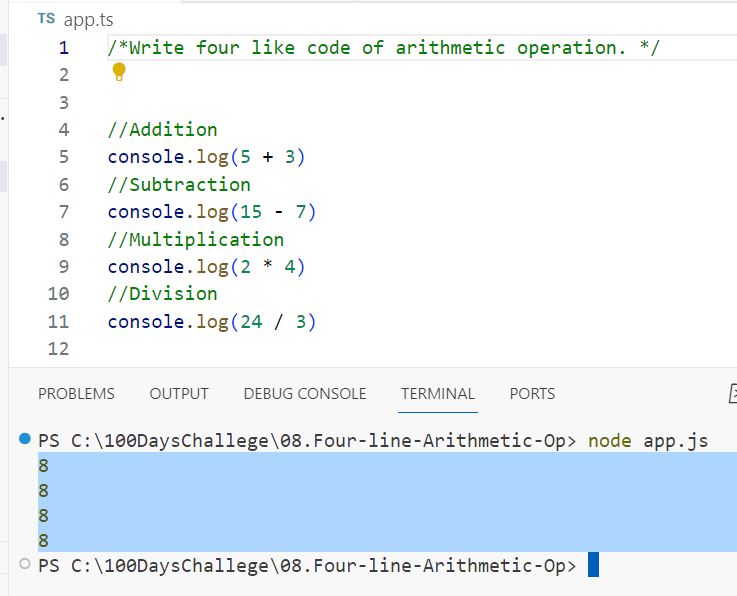 TS app.ts
1 /*Write four like code of arithmetic operation. */
2
3
4 //Addition
5 console.log(5 + 3)
6 //Subtraction
7 console.log(15 - 7)
8 //Multiplication
9 console.log(2 * 4)
10 //Division
11 console.log(24 / 3)
12
PROBLEMS OUTPUT DEBUG CONSOLE TERMINAL PORTS
PS C:\100DaysChallege\08.Four-line-Arithmetic-Op> node app.js
8
8
8
8
PS C:\100DaysChallege\08.Four-line-Arithmetic-Op>